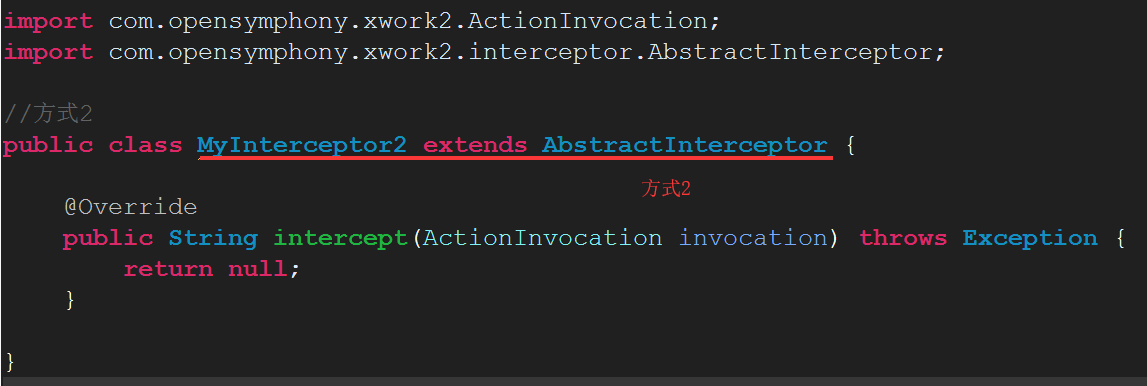 import com.opensymphony.xwork2.ActionInvocation;
import com.opensymphony.xwork2.interceptor.AbstractInterceptor;
//方式2
public class MyInterceptor2 extends AbstractInterceptor {
方式2
@Override
public String intercept(ActionInvocation invocation) throws Exception {
return null;
}
}